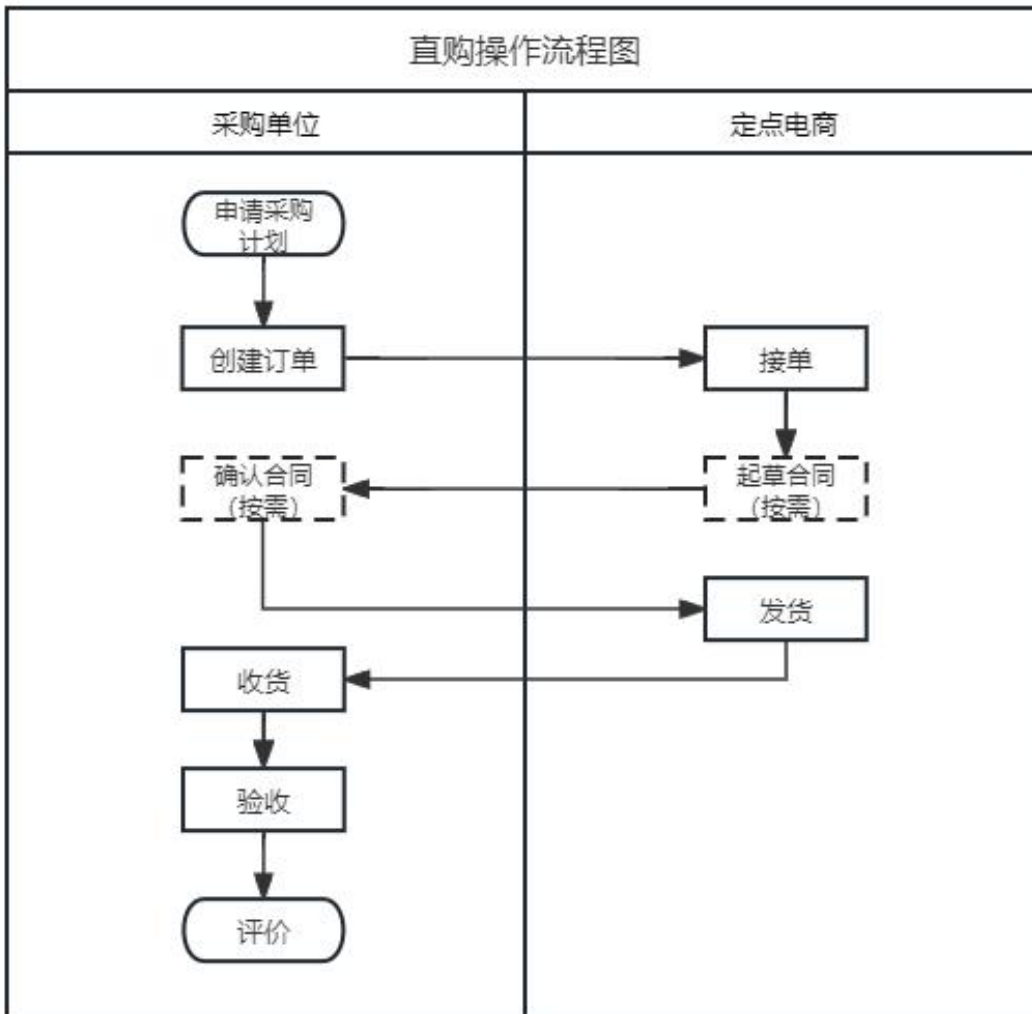 直购操作流程图
采购单位
定点电商
申请采购
计划
创建订单
接单
确认合同
（按需）
起草合同
（按需）
发货
收货
验收
评价